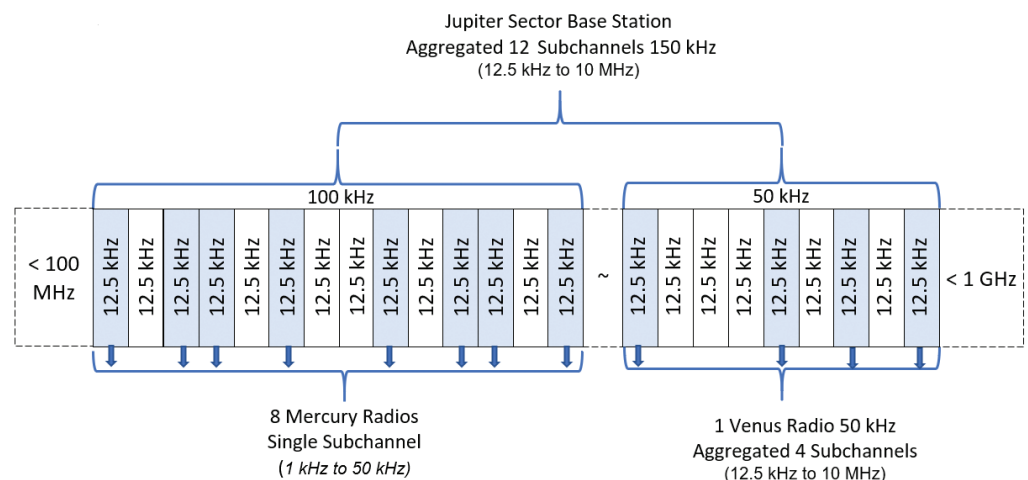 Jupiter Sector Base Station
Aggregated 12 Subchannels 150 kHz
(12.5 kHz to 10 MHz)
100 kHz
50 kHz
< 100
MHz
12.5 kHz
12.5 kHz
12.5 kHz
12.5 kHz
12.5 kHz
12.5 kHz
12.5 kHz
12.5 kHz
12.5 kHz
12.5 kHz
12.5 kHz
12.5 kHz
12.5 kHz
12.5 kHz
~
12.5 kHz
12.5 kHz
12.5 kHz
12.5 kHz
12.5 kHz
12.5 kHz
12.5 kHz
12.5 kHz
12.5 kHz
< 1 GHz
8 Mercury Radios
Single Subchannel
(1 kHz to 50 kHz)
1 Venus Radio 50 kHz
Aggregated 4 Subchannels
(12.5 kHz to 10 MHz)